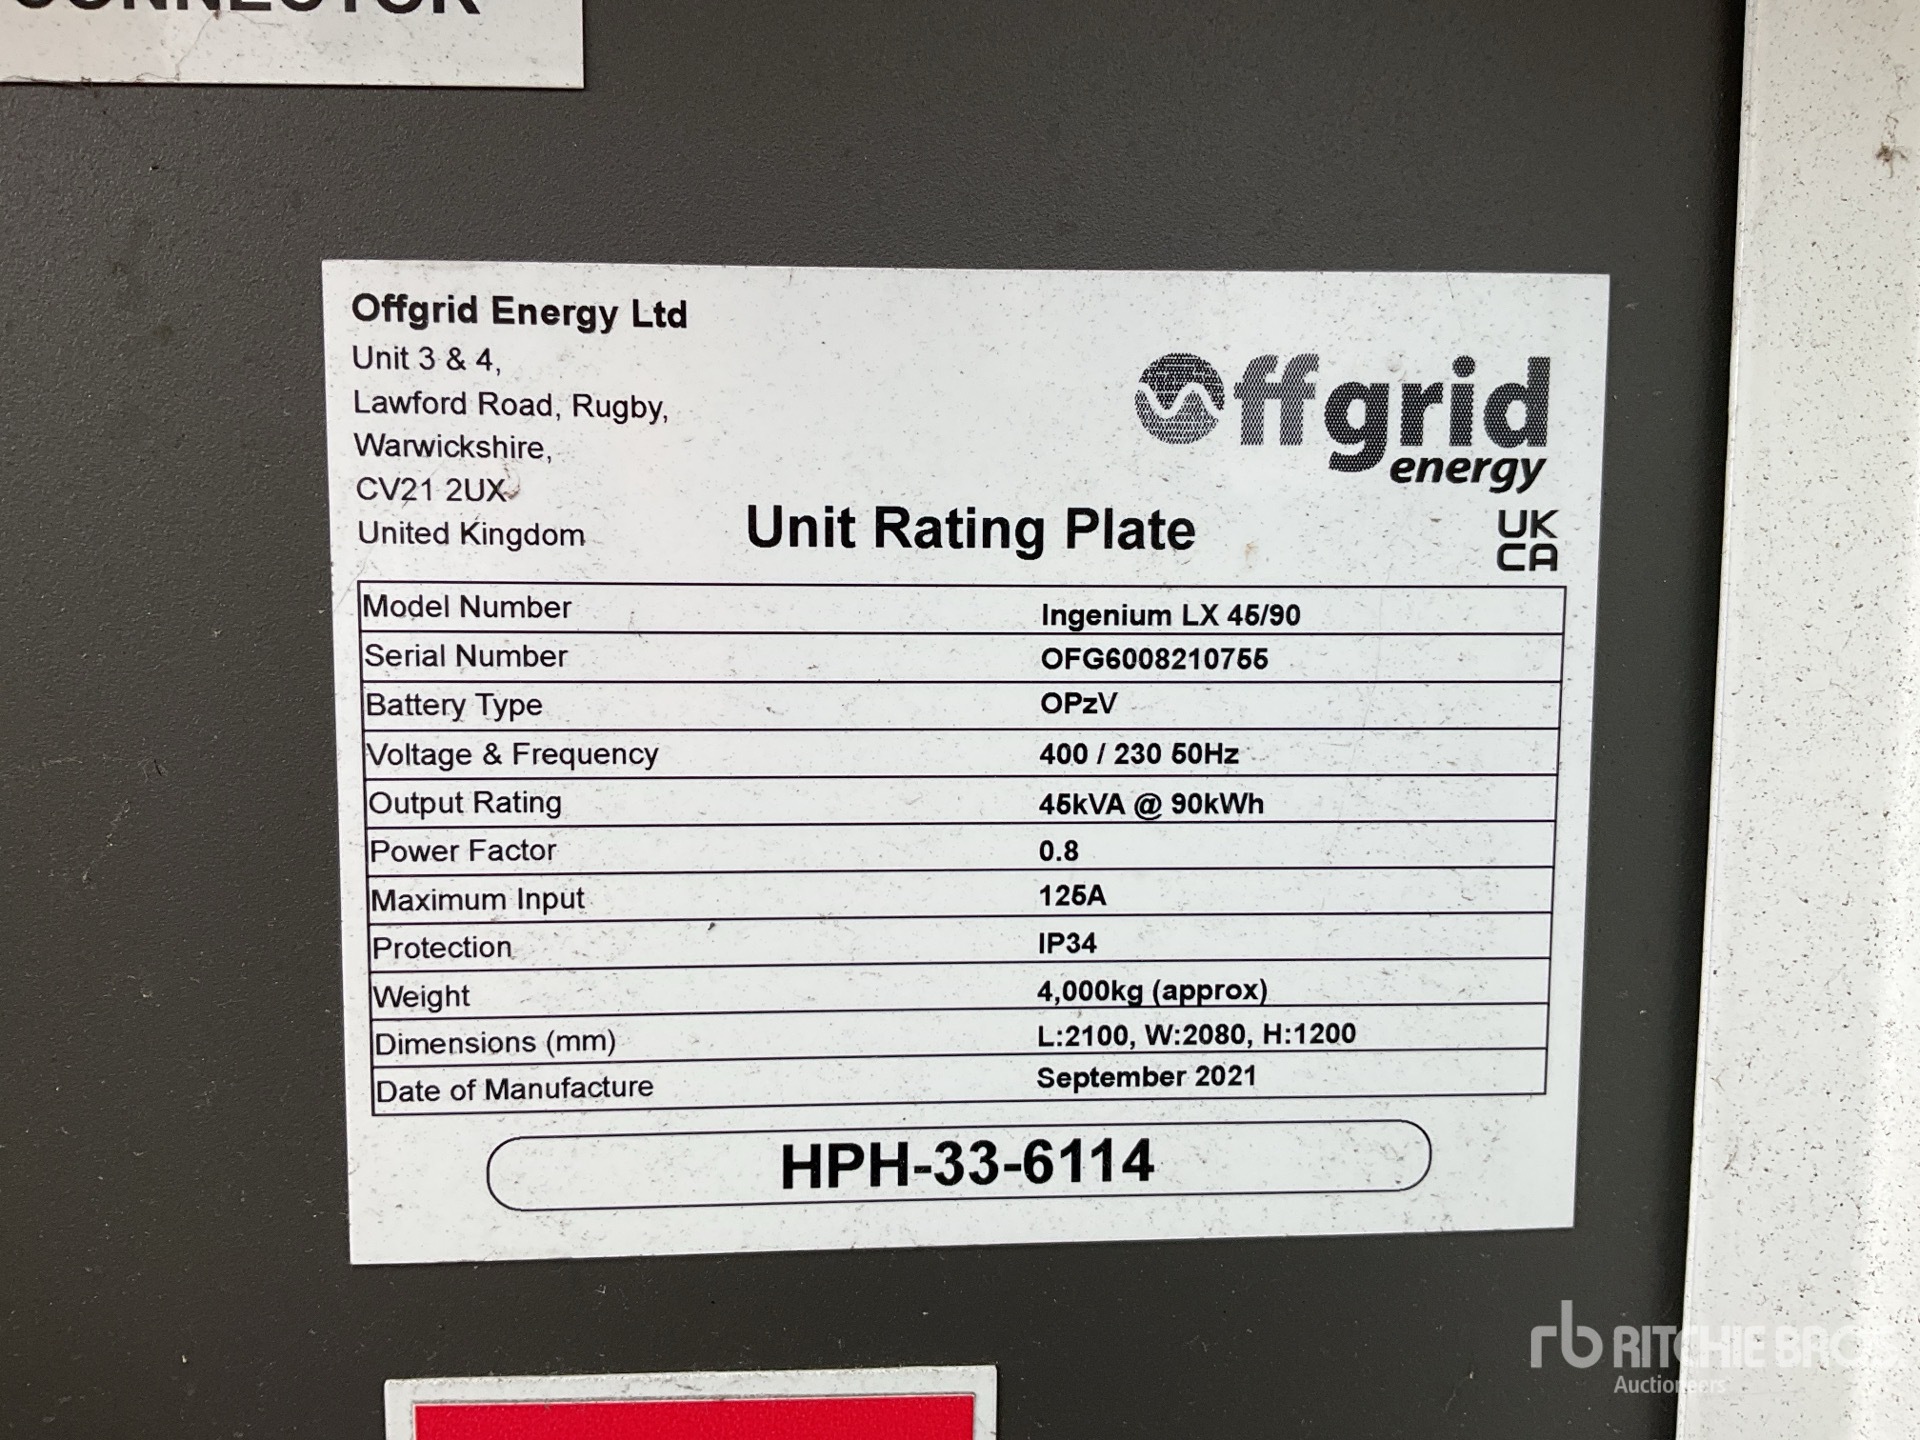 CONNECTOR
Offgrid Energy Ltd
Unit 3 & 4,
Lawford Road, Rugby,
Warwickshire,
CV21 2UX
United Kingdom
Offgrid
energy
Unit Rating Plate
UK
CA
Model Number Ingenium LX 45/90
Serial Number OFG6008210755
Battery Type OPzV
Voltage & Frequency 400 / 230 50Hz
Output Rating 45kVA @ 90kWh
Power Factor 0.8
Maximum Input 125A
Protection IP34
Weight 4,000kg (approx)
Dimensions (mm) L:2100, W:2080, H:1200
Date of Manufacture September 2021
HPH-33-6114
rb RITCHIE BROS
Auctioneers